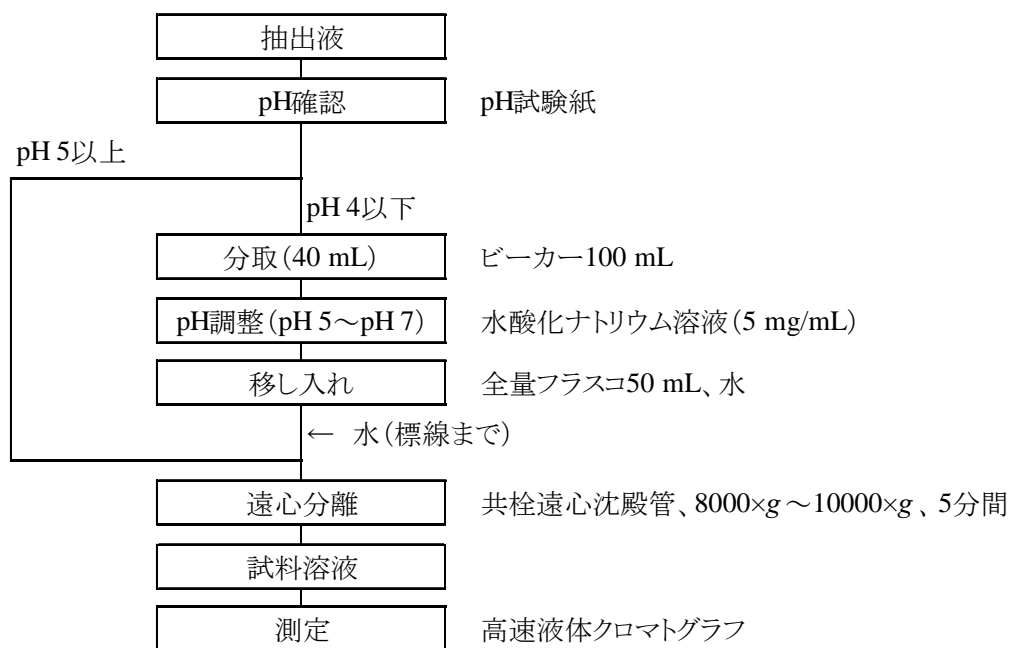 抽出液
pH確認 pH試験紙
pH 5以上
pH 4以下
分取(40 mL) ビーカー100 mL
pH調整(pH 5~pH 7) 水酸化ナトリウム溶液(5 mg/mL)
移し入れ 全量フラスコ50 mL、水
← 水(標線まで)
遠心分離 共栓遠心沈殿管、8000×g~10000×g、5分間
試料溶液
測定 高速液体クロマトグラフ